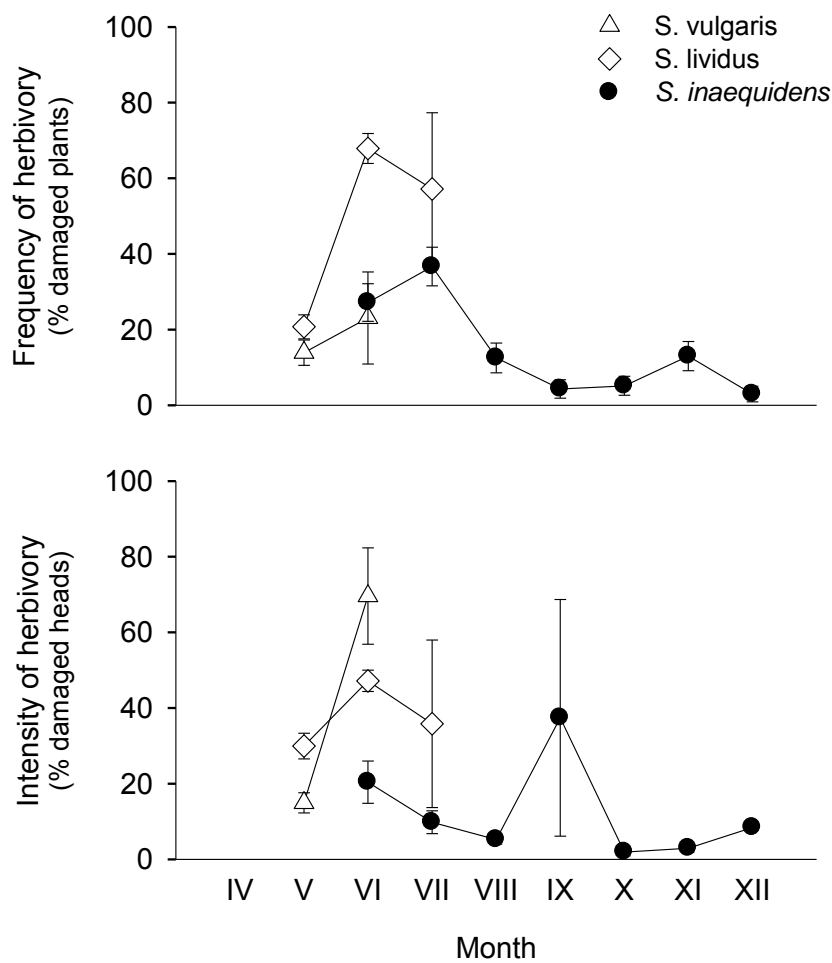 S. vulgaris
S. lividus
S. inaequidens
Frequency of herbivory
(% damaged plants)
100
80
60
40
20
0
Intensity of herbivory
(% damaged heads)
100
80
60
40
20
0
IV V VI VII VIII IX X XI XII
Month